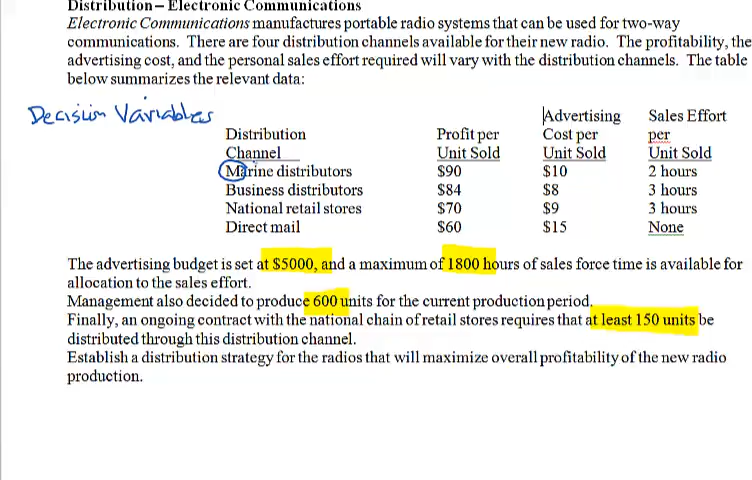 Distribution – Electronic Communications
Electronic Communications manufactures portable radio systems that can be used for two-way
communications. There are four distribution channels available for their new radio. The profitability, the
advertising cost, and the personal sales effort required will vary with the distribution channels. The table
below summarizes the relevant data:
Decision Variables
Advertising Sales Effort
Distribution Profit per Cost per per
Channel Unit Sold Unit Sold Unit Sold
Marine distributors $90 $10 2 hours
Business distributors $84 $8 3 hours
National retail stores $70 $9 3 hours
Direct mail $60 $15 None
The advertising budget is set at $5000, and a maximum of 1800 hours of sales force time is available for
allocation to the sales effort.
Management also decided to produce 600 units for the current production period.
Finally, an ongoing contract with the national chain of retail stores requires that at least 150 units be
distributed through this distribution channel.
Establish a distribution strategy for the radios that will maximize overall profitability of the new radio
production.